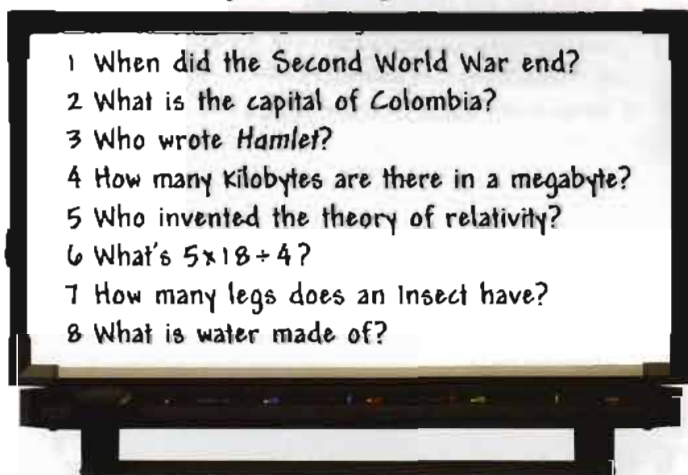 1 When did the Second World War end?
2 What is the capital of Colombia?
3 Who wrote Hamlet?
4 How many kilobytes are there in a megabyte?
5 Who invented the theory of relativity?
6 What's 5x18÷4?
7 How many legs does an insect have?
8 What is water made of?